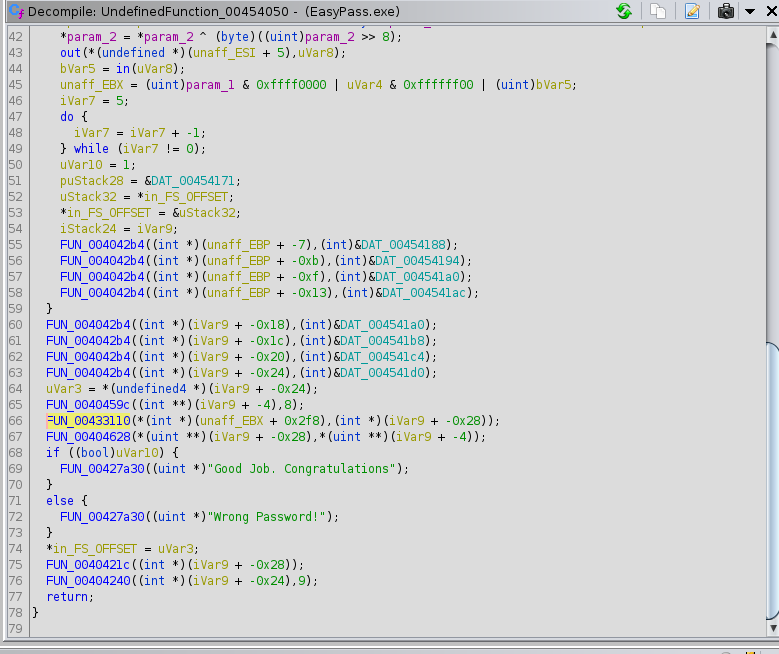 Decompile: UndefinedFunction_00454050 - (EasyPass.exe)
42 *param_2 = *param_2 ^ (byte)((uint)param_2 >> 8);
43 out(*(undefined *)(unaff_ESI + 5),uVar8);
44 bVar5 = in(uVar8);
45 unaff_EBX = (uint)param_1 & 0xffff0000 | uVar4 & 0xffffff00 | (uint)bVar5;
46 iVar7 = 5;
47 do {
48 iVar7 = iVar7 + -1;
49 } while (iVar7 != 0);
50 uVar10 = 1;
51 puStack28 = &DAT_00454171;
52 uStack32 = *in_FS_OFFSET;
53 *in_FS_OFFSET = &uStack32;
54 iStack24 = iVar9;
55 FUN_004042b4((int *)(unaff_EBP + -7),(int)&DAT_00454188);
56 FUN_004042b4((int *)(unaff_EBP + -0xb),(int)&DAT_00454194);
57 FUN_004042b4((int *)(unaff_EBP + -0xf),(int)&DAT_004541a0);
58 FUN_004042b4((int *)(unaff_EBP + -0x13),(int)&DAT_004541ac);
59 }
60 FUN_004042b4((int *)(iVar9 + -0x18),(int)&DAT_004541a0);
61 FUN_004042b4((int *)(iVar9 + -0x1c),(int)&DAT_004541b8);
62 FUN_004042b4((int *)(iVar9 + -0x20),(int)&DAT_004541c4);
63 FUN_004042b4((int *)(iVar9 + -0x24),(int)&DAT_004541d0);
64 uVar3 = *(undefined4 *)(iVar9 + -0x24);
65 FUN_0040459c((int **)(iVar9 + -4),8);
66 FUN_00433110(*(int *)(unaff_EBX + 0x2f8),(int *)(iVar9 + -0x28));
67 FUN_00404628(*(uint **)(iVar9 + -0x28),*(uint **)(iVar9 + -4));
68 if ((bool)uVar10) {
69 FUN_00427a30((uint *)"Good Job. Congratulations");
70 }
71 else {
72 FUN_00427a30((uint *)"Wrong Password!");
73 }
74 *in_FS_OFFSET = uVar3;
75 FUN_0040421c((int *)(iVar9 + -0x28));
76 FUN_00404240((int *)(iVar9 + -0x24),9);
77 return;
78 }
79